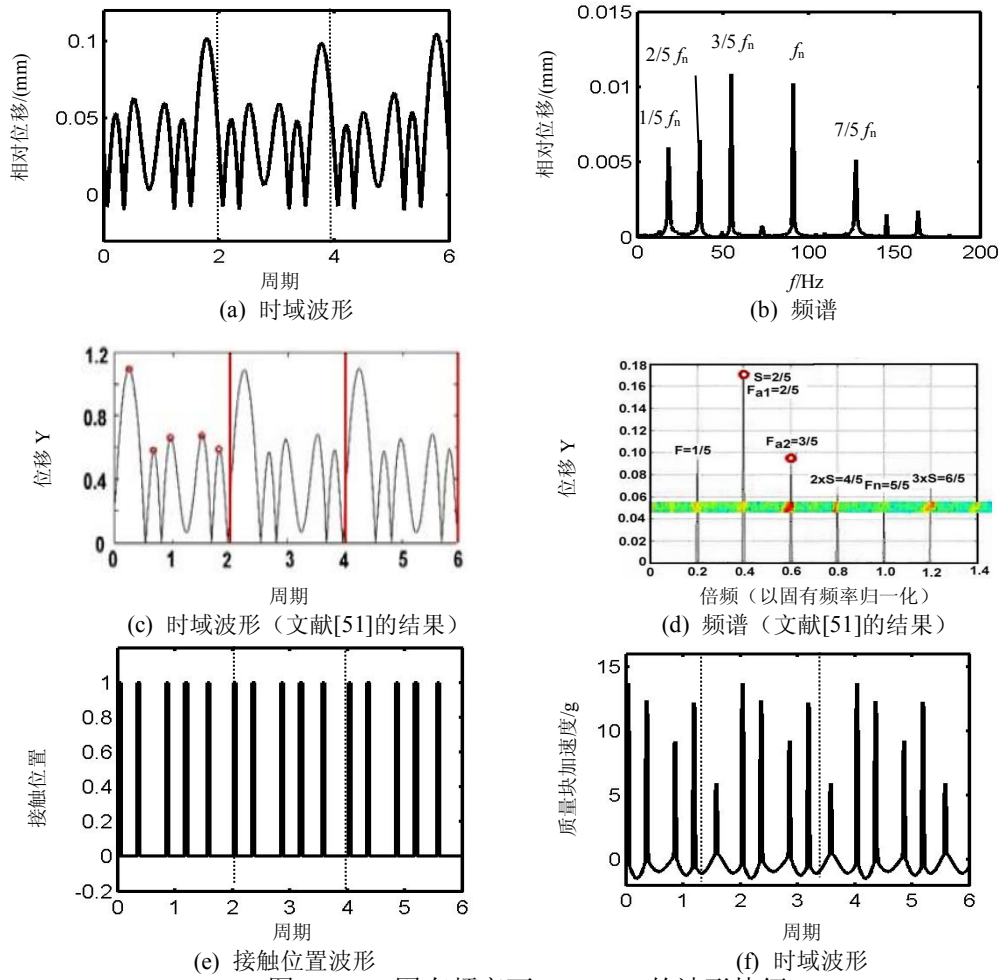 相对位移/(mm)
0.1
0.05
0
0 2 4 6
周期
(a) 时域波形
相对位移/(mm)
0.015
0.01
0.005
0
1/5 fn
2/5 fn
3/5 fn
fn
7/5 fn
0 50 100 150 200
f/Hz
(b) 频谱
位移 Y
1.2
0.8
0.4
0
0 1 2 3 4 5 6
周期
(c) 时域波形（文献[51]的结果）
位移 Y
0.18
0.16
0.14
0.12
0.10
0.08
0.06
0.04
0.02
0
F=1/5
S=2/5
Fa1=2/5
Fa2=3/5
2xS=4/5
Fn=5/5
3xS=6/5
0 0.2 0.4 0.6 0.8 1.0 1.2 1.4
倍频（以固有频率归一化）
(d) 频谱（文献[51]的结果）
接触位置
1
0.8
0.6
0.4
0.2
0
-0.2
0 1 2 3 4 5 6
周期
(e) 接触位置波形
质量块加速度/g
15
10
5
0
0 1 2 3 4 5 6
周期
(f) 时域波形